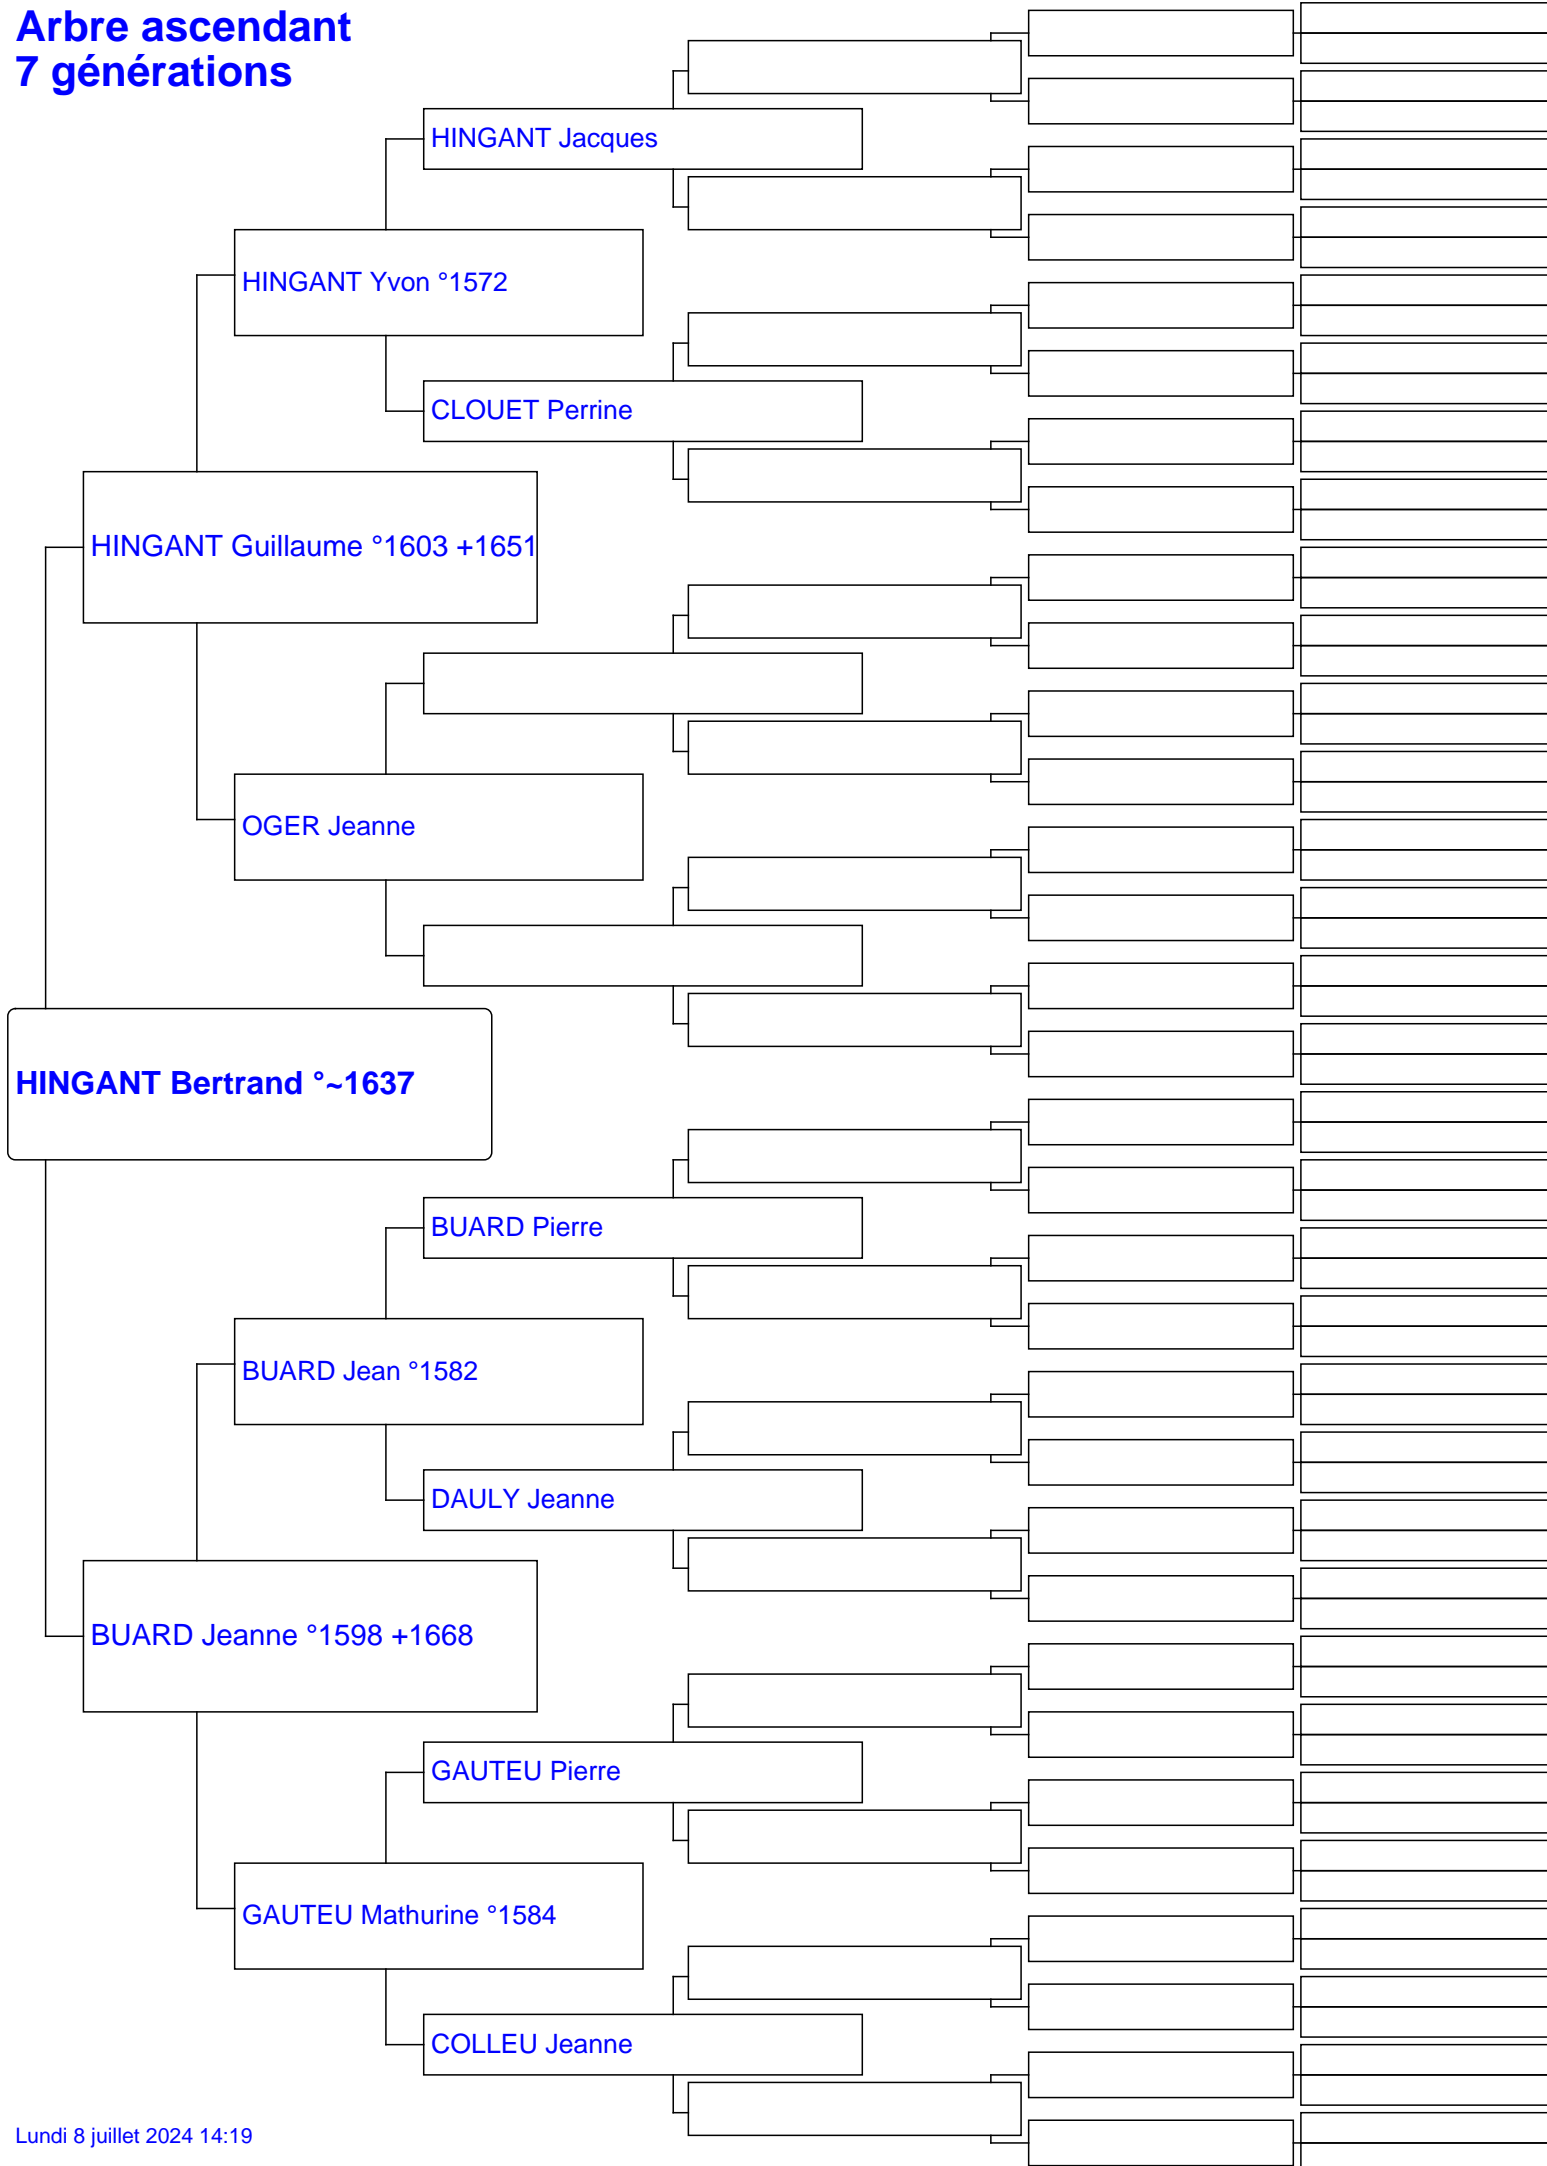 Arbre ascendant
7 générations
HINGANT Jacques
HINGANT Yvon °1572
CLOUET Perrine
HINGANT Guillaume °1603 +1651
OGER Jeanne
HINGANT Bertrand °~1637
BUARD Pierre
BUARD Jean °1582
DAULY Jeanne
BUARD Jeanne °1598 +1668
GAUTEU Pierre
GAUTEU Mathurine °1584
COLLEU Jeanne
Lundi 8 juillet 2024 14:19